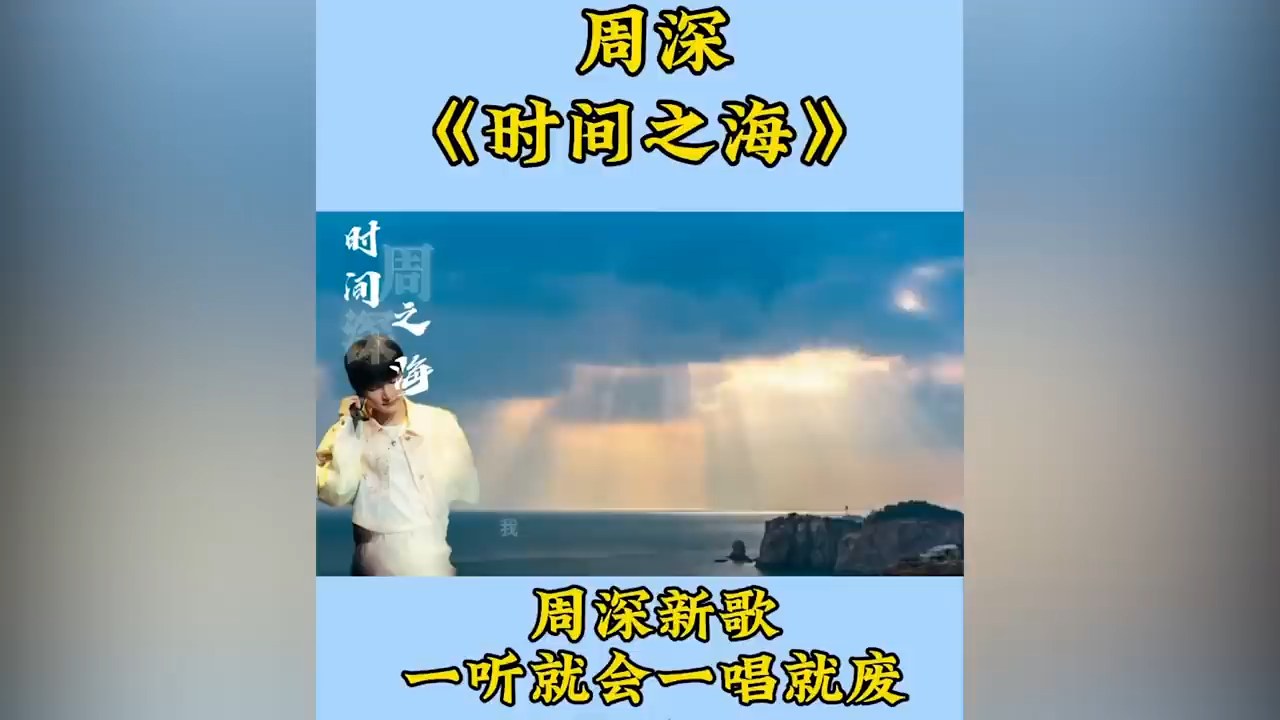 周深
《时间之海》
时间
之海
周深
我
周深新歌
一听就会一唱就废